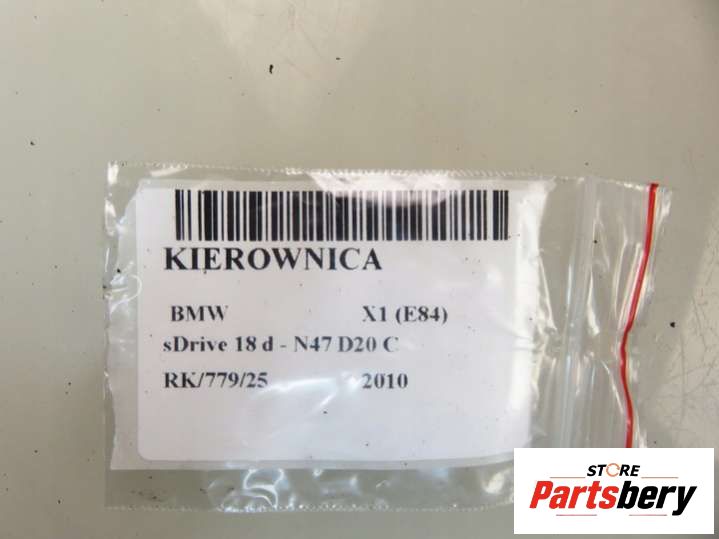 KIEROWNICA
BMW X1 (E84)
sDrive 18 d - N47 D20 C
RK/779/25 2010
STORE
Partsbery